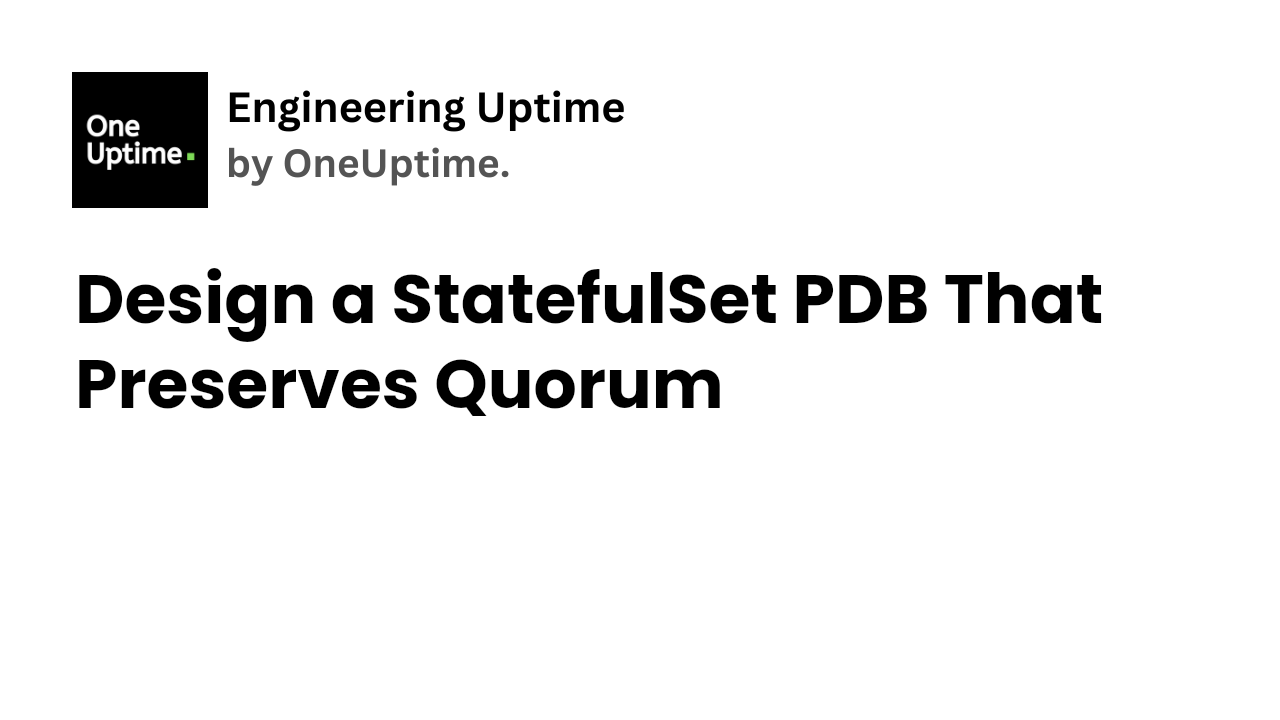 One
Uptime.
Engineering Uptime
by OneUptime.
Design a StatefulSet PDB That
Preserves Quorum